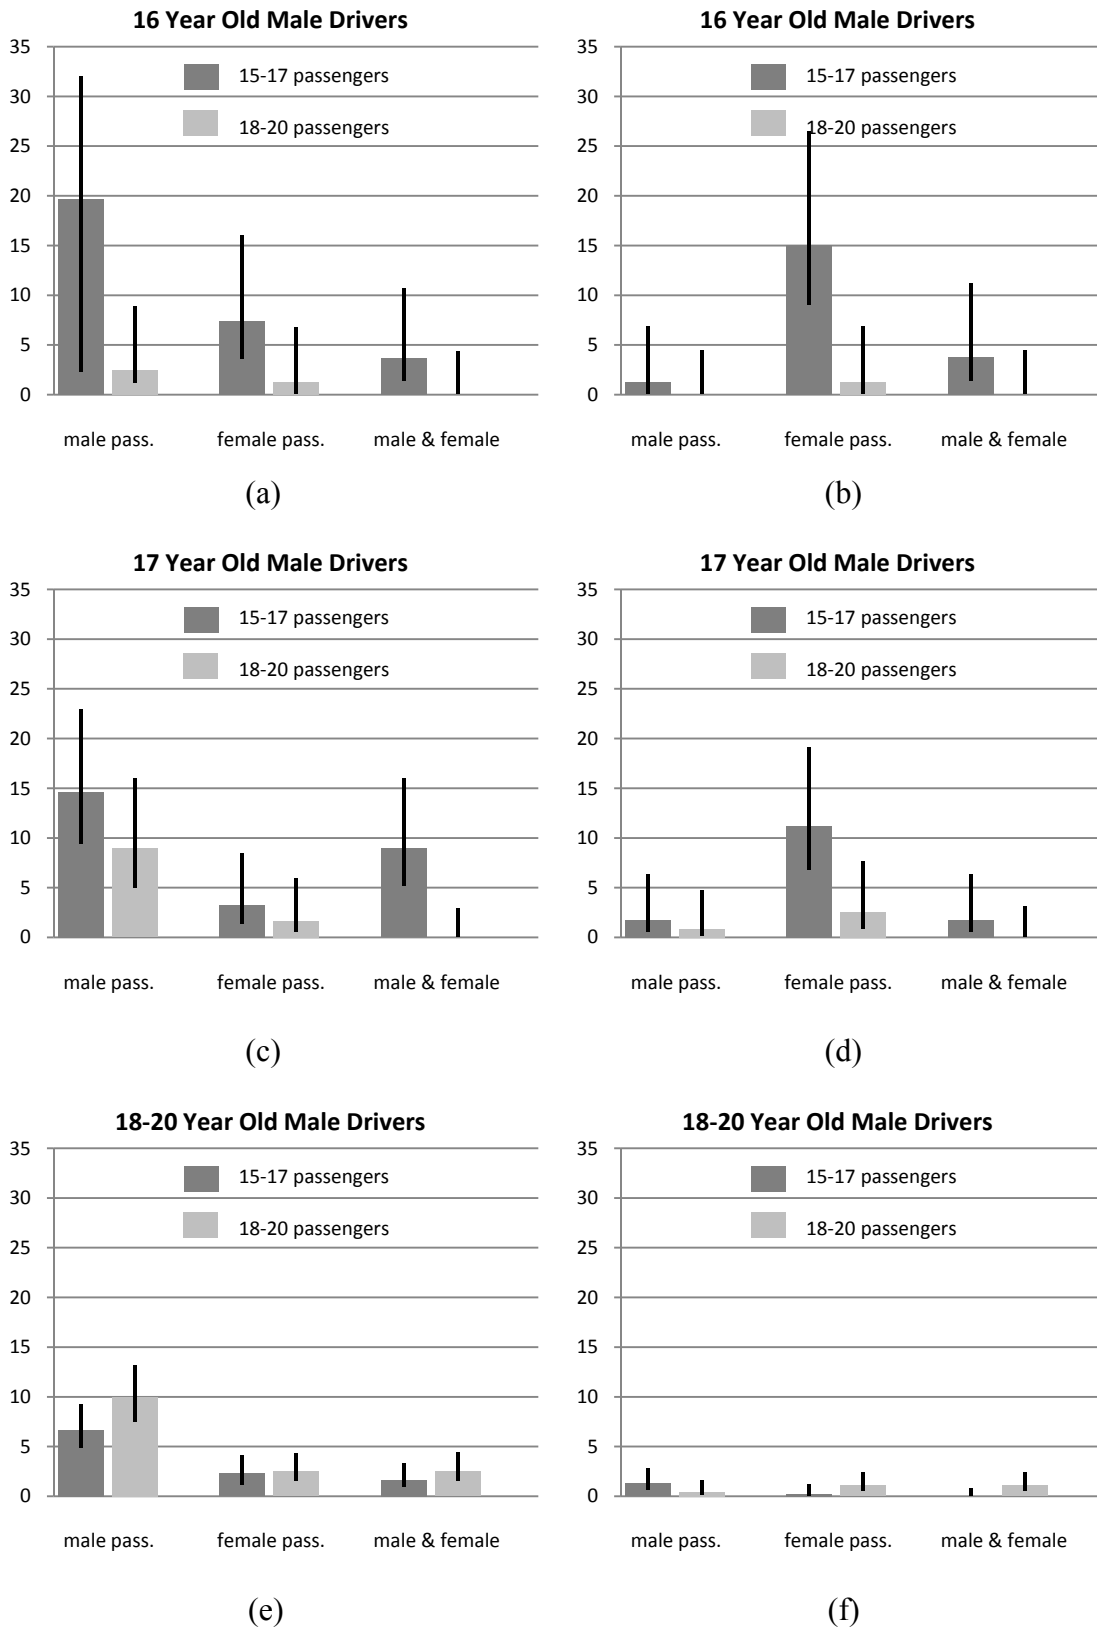 16 Year Old Male Drivers
35
30
25
20
15
10
5
0
15-17 passengers
18-20 passengers
male pass.
female pass.
male & female
(a)
16 Year Old Male Drivers
35
30
25
20
15
10
5
0
15-17 passengers
18-20 passengers
male pass.
female pass.
male & female
(b)
17 Year Old Male Drivers
35
30
25
20
15
10
5
0
15-17 passengers
18-20 passengers
male pass.
female pass.
male & female
(c)
17 Year Old Male Drivers
35
30
25
20
15
10
5
0
15-17 passengers
18-20 passengers
male pass.
female pass.
male & female
(d)
18-20 Year Old Male Drivers
35
30
25
20
15
10
5
0
15-17 passengers
18-20 passengers
male pass.
female pass.
male & female
(e)
18-20 Year Old Male Drivers
35
30
25
20
15
10
5
0
15-17 passengers
18-20 passengers
male pass.
female pass.
male & female
(f)